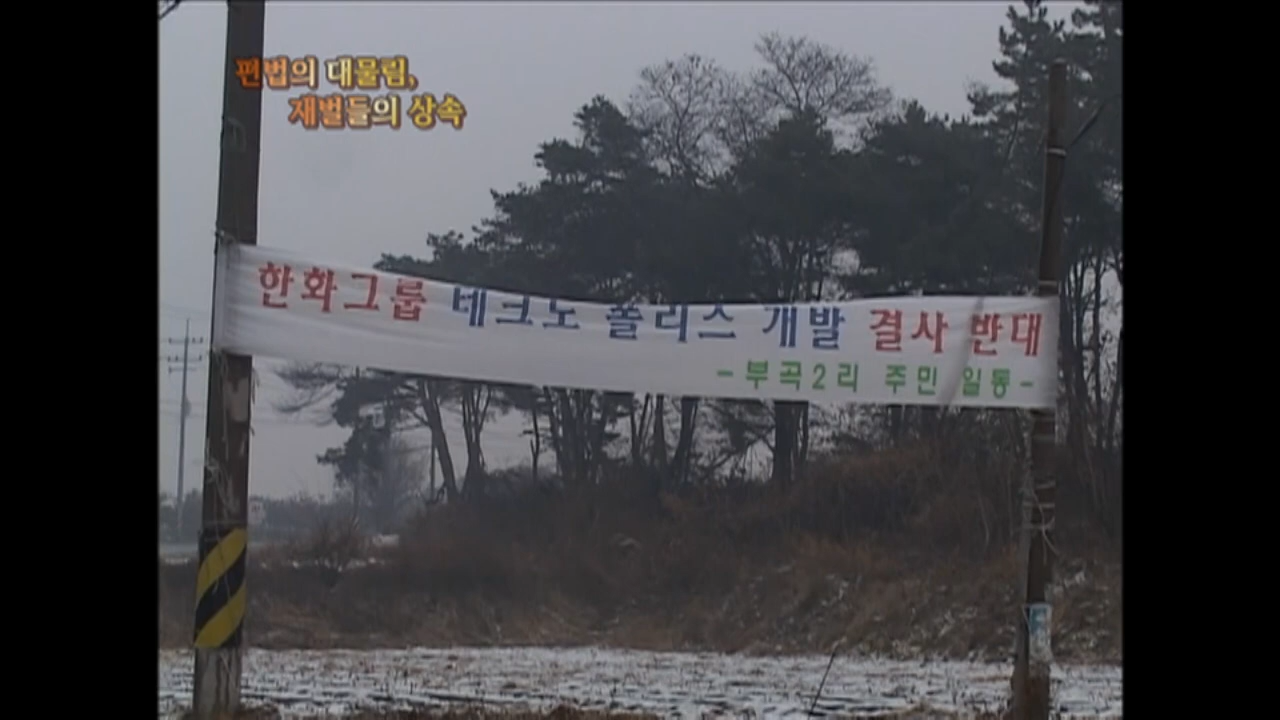 편법의 대물림,
재벌들의 상속
한화그룹 테크노 폴리스 개발 결사 반대
- 부곡2리 주민 일동 -